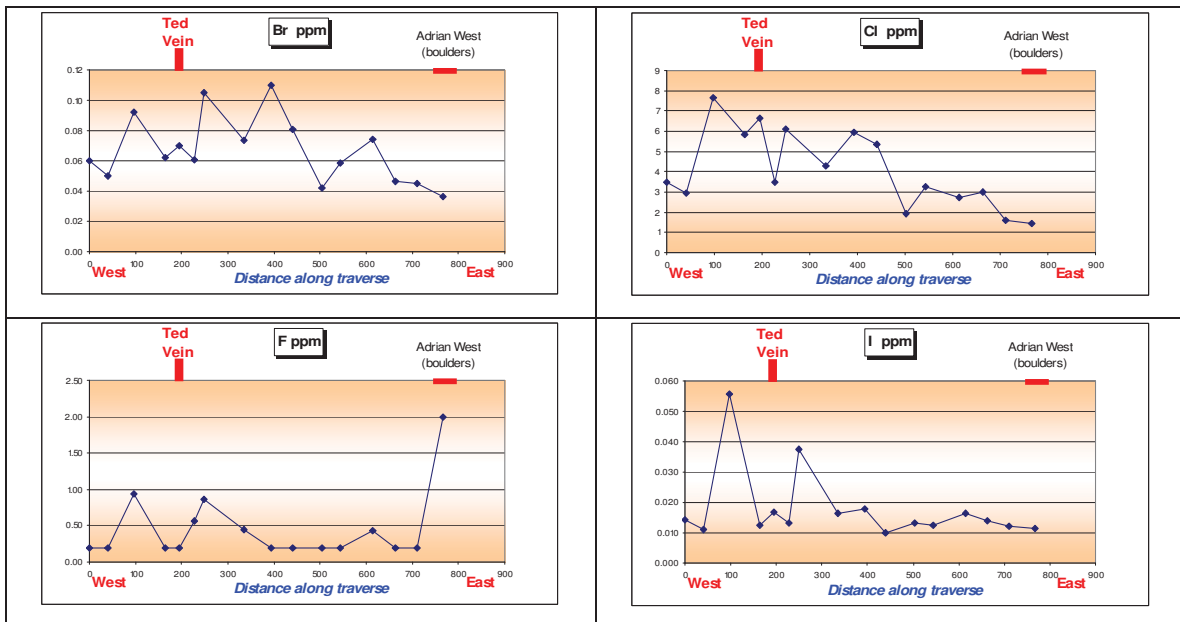 Ted
Vein
Br ppm
Adrian West
(boulders)
0.12
0.10
0.08
0.06
0.04
0.02
0.00
0 100 200 300 400 500 600 700 800 900
West Distance along traverse East
Ted
Vein
Cl ppm
Adrian West
(boulders)
9
8
7
6
5
4
3
2
1
0
0 100 200 300 400 500 600 700 800 900
West Distance along traverse East
Ted
Vein
F ppm
Adrian West
(boulders)
2.50
2.00
1.50
1.00
0.50
0.00
0 100 200 300 400 500 600 700 800 900
West Distance along traverse East
Ted
Vein
I ppm
Adrian West
(boulders)
0.060
0.050
0.040
0.030
0.020
0.010
0.000
0 100 200 300 400 500 600 700 800 900
West Distance along traverse East